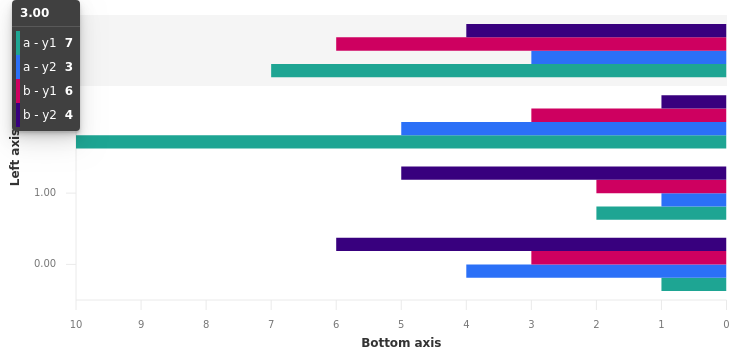 3.00
a - y1 7
a - y2 3
b - y1 6
b - y2 4
Left axis
1.00
0.00
10 9 8 7 6 5 4 3 2 1 0
Bottom axis